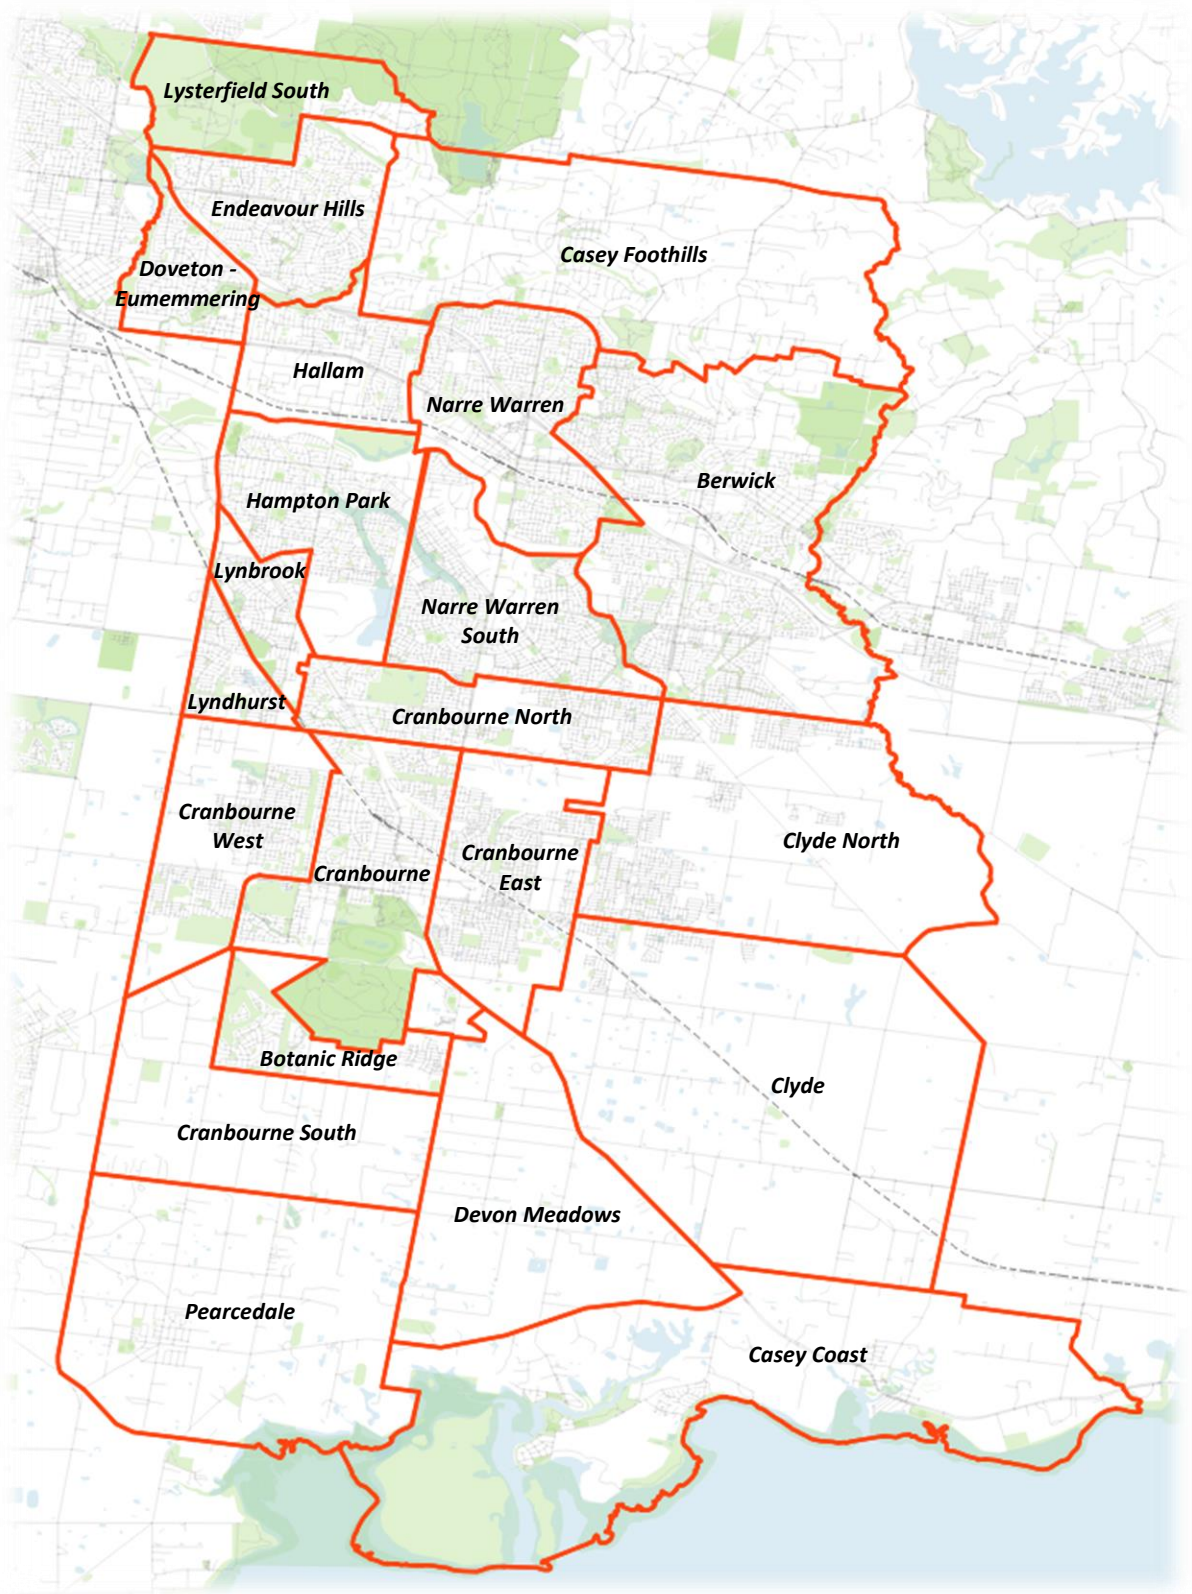 Lysterfield South
Endeavour Hills
Casey Foothills
Doveton -
Eumemmering
Hallam
Narre Warren
Berwick
Hampton Park
Lynbrook
Narre Warren
South
Lyndhurst
Cranbourne North
Cranbourne
West
Clyde North
Cranbourne
East
Cranbourne
Botanic Ridge
Clyde
Cranbourne South
Devon Meadows
Pearcedale
Casey Coast